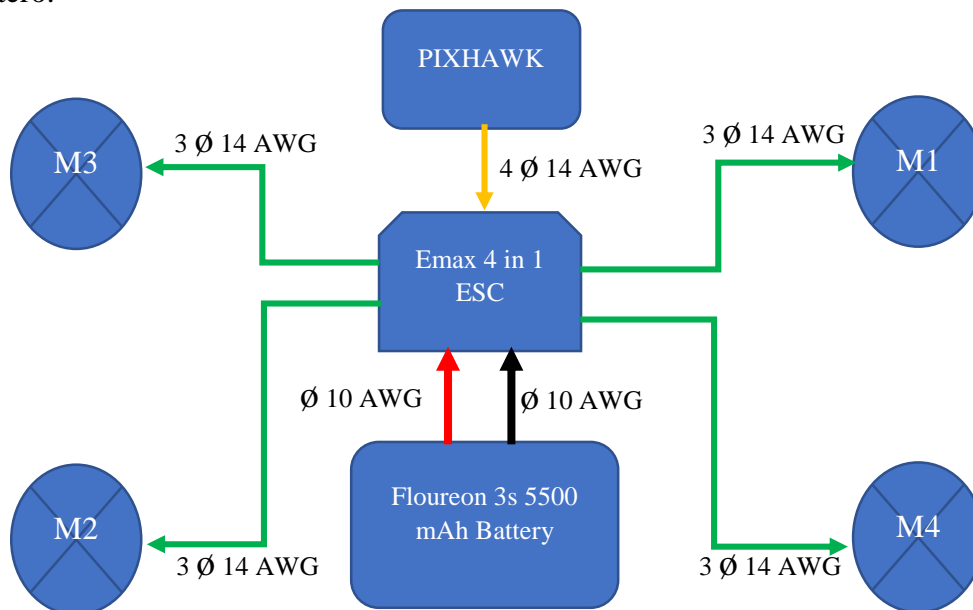 PIXHAWK
M3
3 Ø 14 AWG
3 Ø 14 AWG
M1
4 Ø 14 AWG
Emax 4 in 1
ESC
Ø 10 AWG
Ø 10 AWG
Floureon 3s 5500
mAh Battery
M2
3 Ø 14 AWG
3 Ø 14 AWG
M4